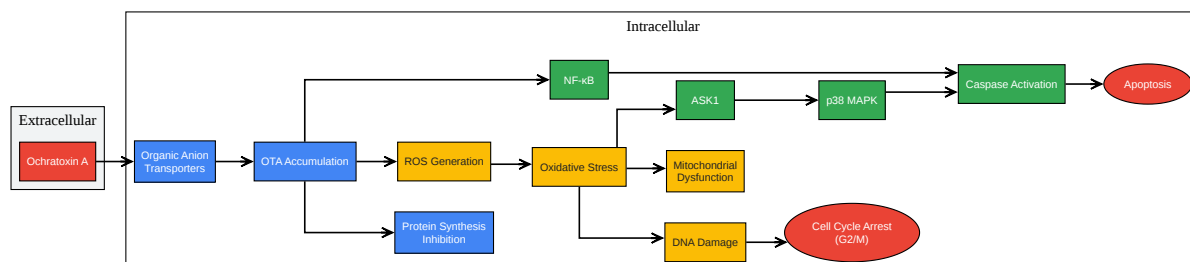 Intracellular
NF-κB
Caspase Activation
Apoptosis
ASK1
p38 MAPK
Extracellular
Ochratoxin A
Organic Anion
Transporters
OTA Accumulation
ROS Generation
Oxidative Stress
Mitochondrial
Dysfunction
Protein Synthesis
Inhibition
DNA Damage
Cell Cycle Arrest
(G2/M)